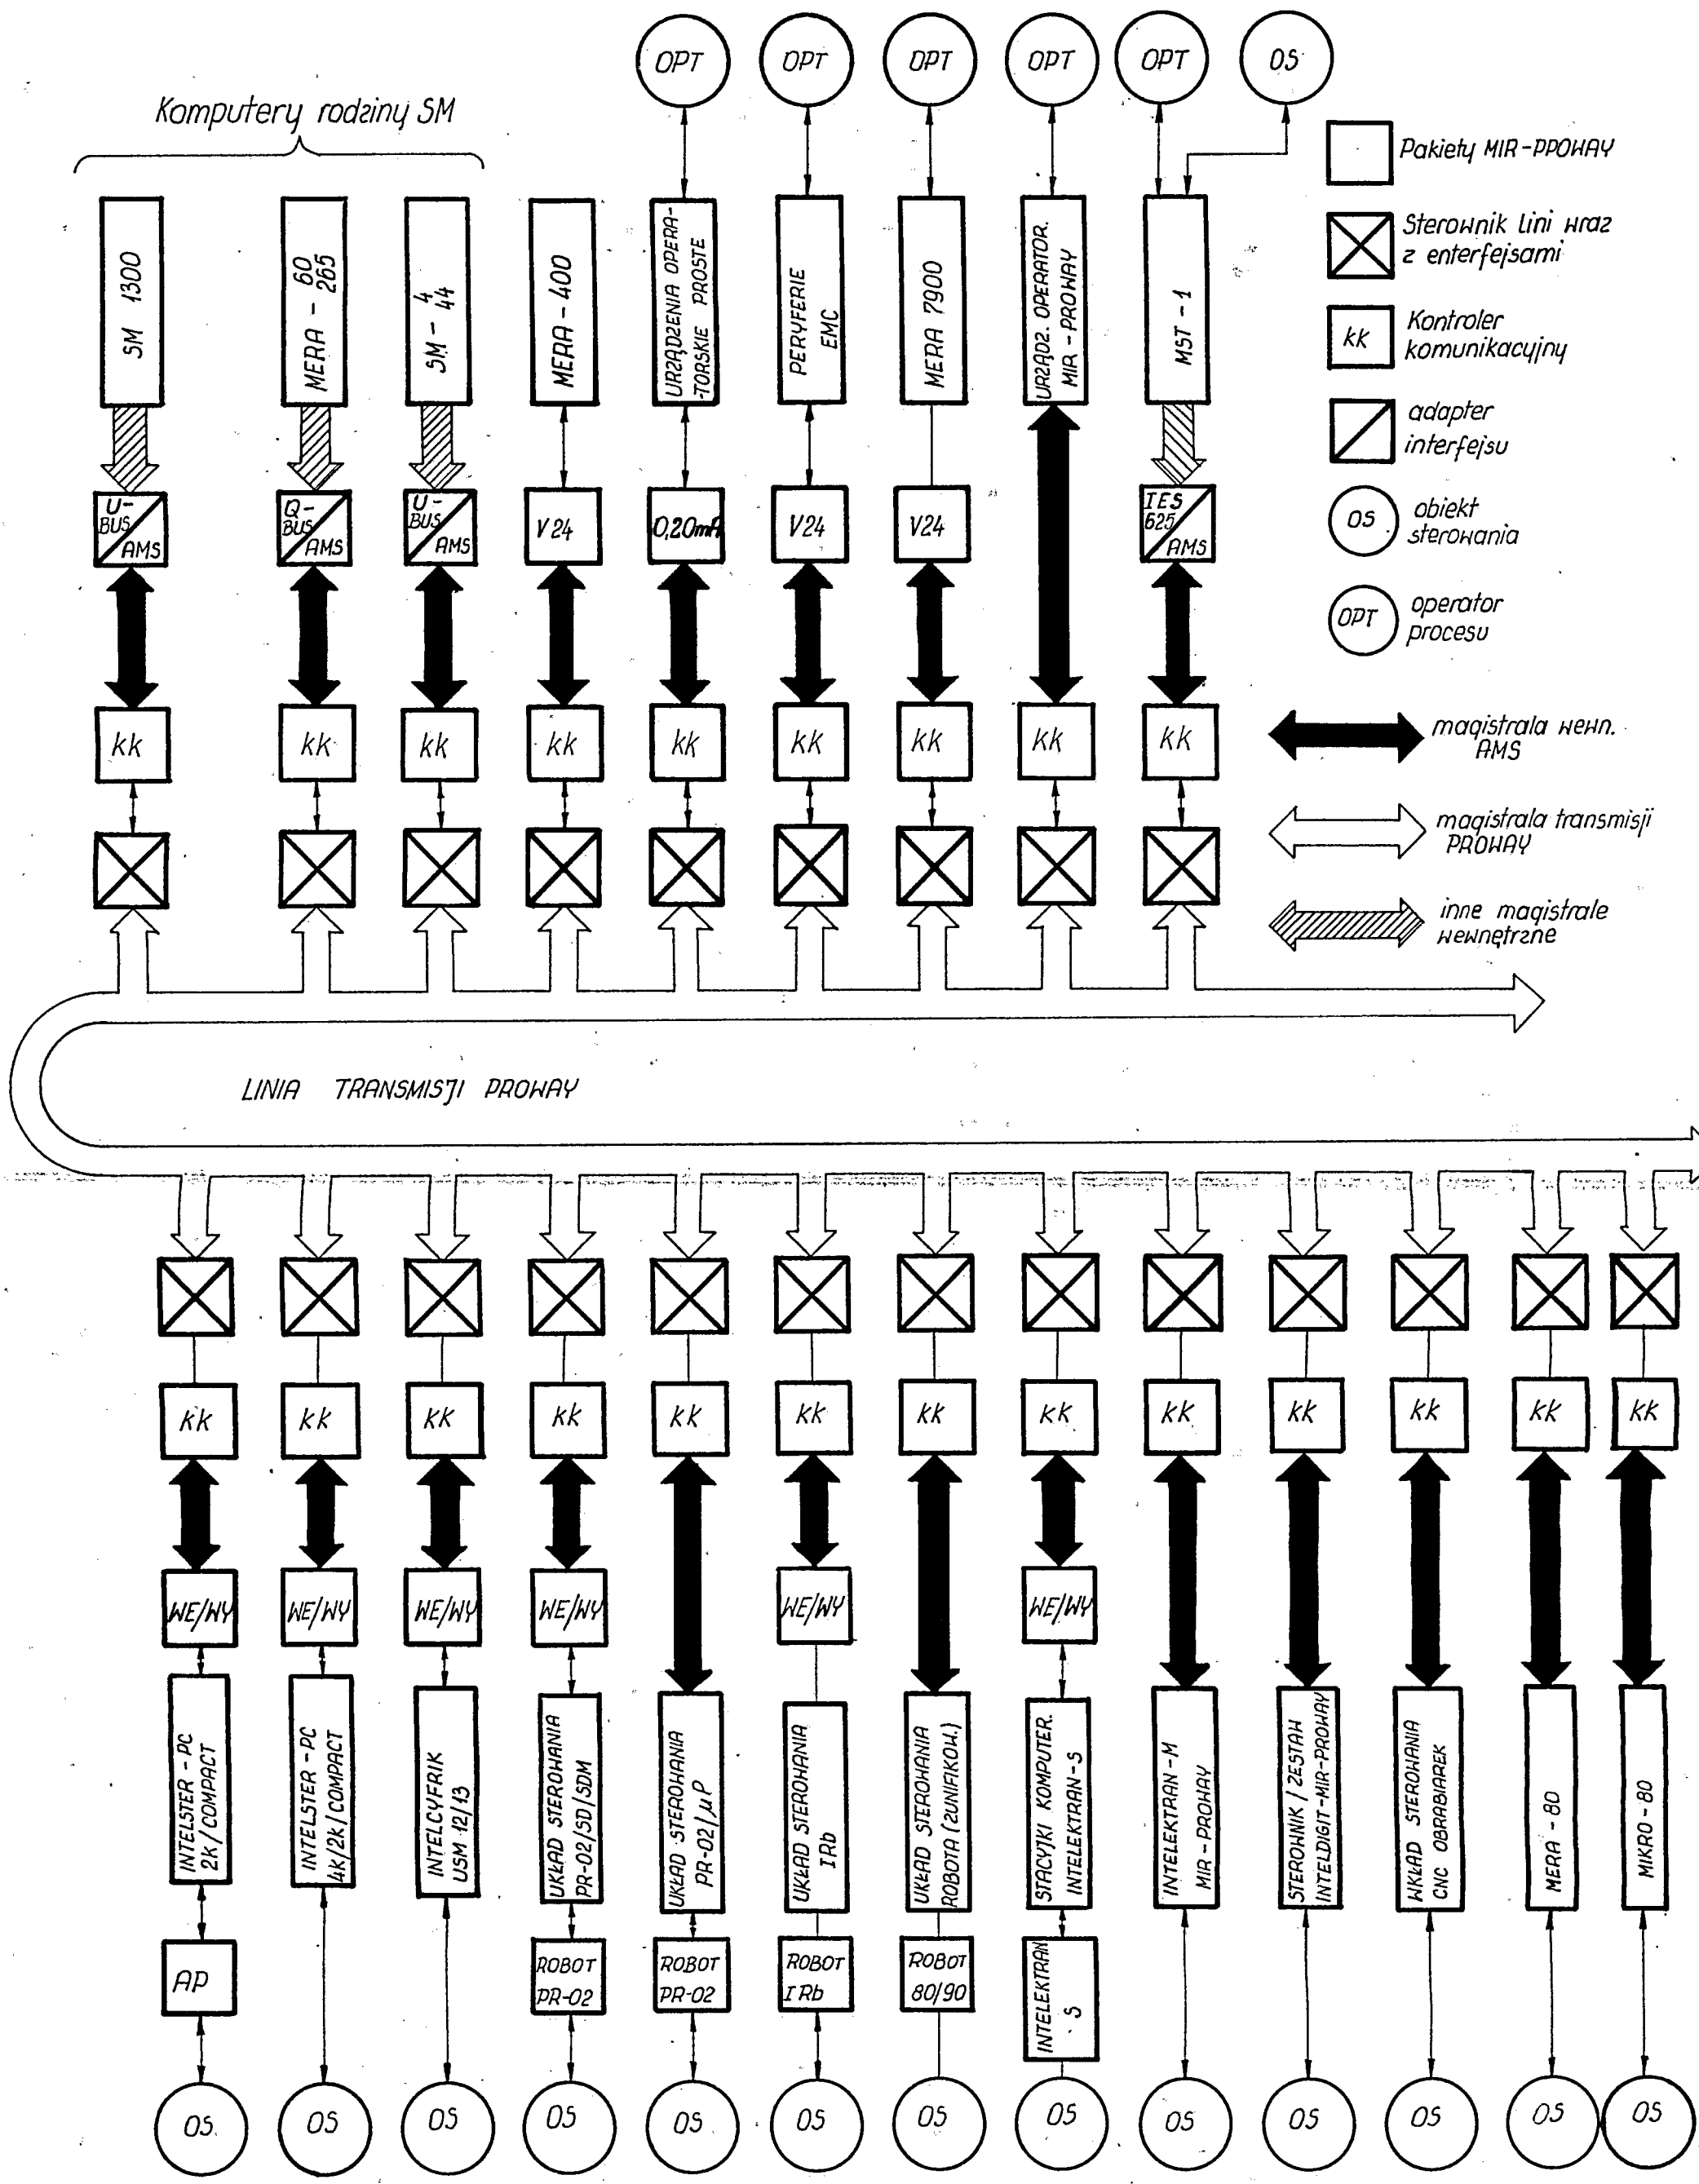 OPT
OPT
OPT
OPT
OPT
OS
Komputery rodziny SM
SM 1300
MERA - 60
265
SM - 4
44
MERA - 400
URZĄDZENIA OPERA-
-TORSKIE PROSTE
PERYFERIE
EMC
MERA 7900
URZĄDZ. OPERATOR.
MIR - PROWAY
MST - 1
Pakiety MIR-PPOWAY
Sterownik lini wraz
z enterfejsami
kk
Kontroler
komunikacyjny
adapter
interfejsu
OS
obiekt
sterowania
OPT
operator
procesu
U-
BUS
AMS
Q-
BUS
AMS
U-
BUS
AMS
V24
0,20mA
V24
V24
IES
625
AMS
kk
kk
kk
kk
kk
kk
kk
kk
kk
magistrala wewn.
AMS
magistrala transmisji
PROWAY
inne magistrale
wewnętrzne
LINIA TRANSMISJI PROWAY
kk
kk
kk
kk
kk
kk
kk
kk
kk
kk
kk
kk
kk
WE/WY
WE/WY
WE/WY
WE/WY
WE/WY
WE/WY
INTELSTER-PC
2k/COMPACT
INTELSTER-PC
4k/2k/COMPACT
INTELCYFRIK
USM 12/13
UKŁAD STEROWANIA
PR-02/SD/SDM
UKŁAD STEROWANIA
PR-02/μP
UKŁAD STEROWANIA
IRb
UKŁAD STEROWANIA
ROBOTA (ZUNIFIKOW.)
STACYJKI KOMPUTER.
INTELEKTRAN-S
INTELEKTRAN-M
MIR-PROWAY
STEROWNIK/ZESTAW
INTELDIGIT-MIR-PROWAY
WKŁAD STEROWANIA
CNC OBRABIAREK
MERA - 80
MIKRO-80
AP
ROBOT
PR-02
ROBOT
PR-02
ROBOT
IRb
ROBOT
80/90
INTELEKTRAN
S
OS
OS
OS
OS
OS
OS
OS
OS
OS
OS
OS
OS
OS